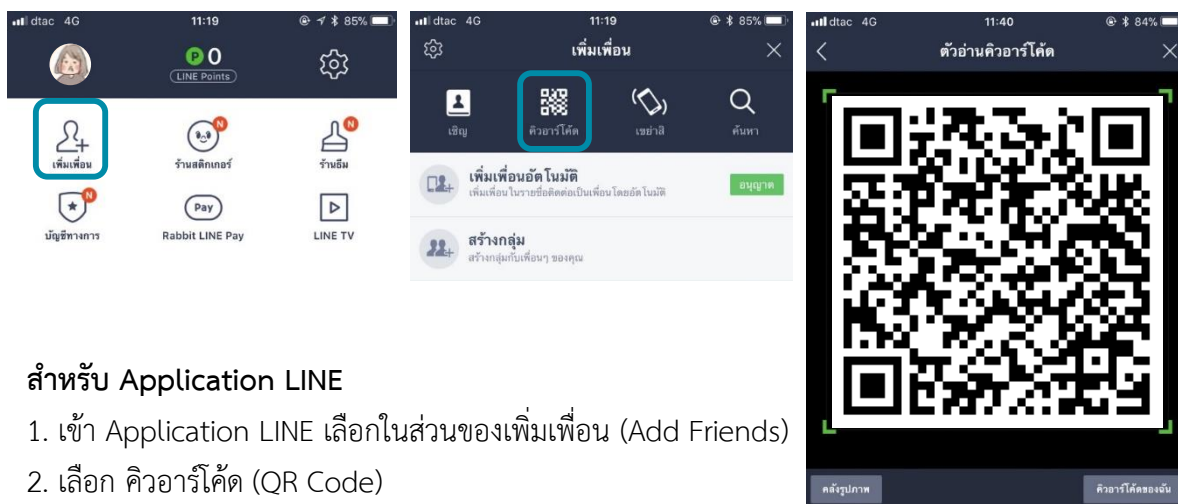 dtac 4G 11:19 85%
P 0
LINE Points
N N
เพิ่มเพื่อน ร้านสติกเกอร์ ร้านธีม
N
Pay
บัญชีทางการ Rabbit LINE Pay LINE TV
dtac 4G 11:19 85%
เพิ่มเพื่อน
เชิญ คิวอาร์โค้ด เขย่าสิ ค้นหา
เพิ่มเพื่อนอัตโนมัติ
เพิ่มเพื่อนในรายชื่อติดต่อเป็นเพื่อนโดยอัตโนมัติ
อนุญาต
สร้างกลุ่ม
สร้างกลุ่มกับเพื่อนๆ ของคุณ
dtac 4G 11:40 84%
ตัวอ่านคิวอาร์โค้ด
คลังรูปภาพ คิวอาร์โค้ดของฉัน
สำหรับ Application LINE
1. เข้า Application LINE เลือกในส่วนของเพิ่มเพื่อน (Add Friends)
2. เลือก คิวอาร์โค้ด (QR Code)